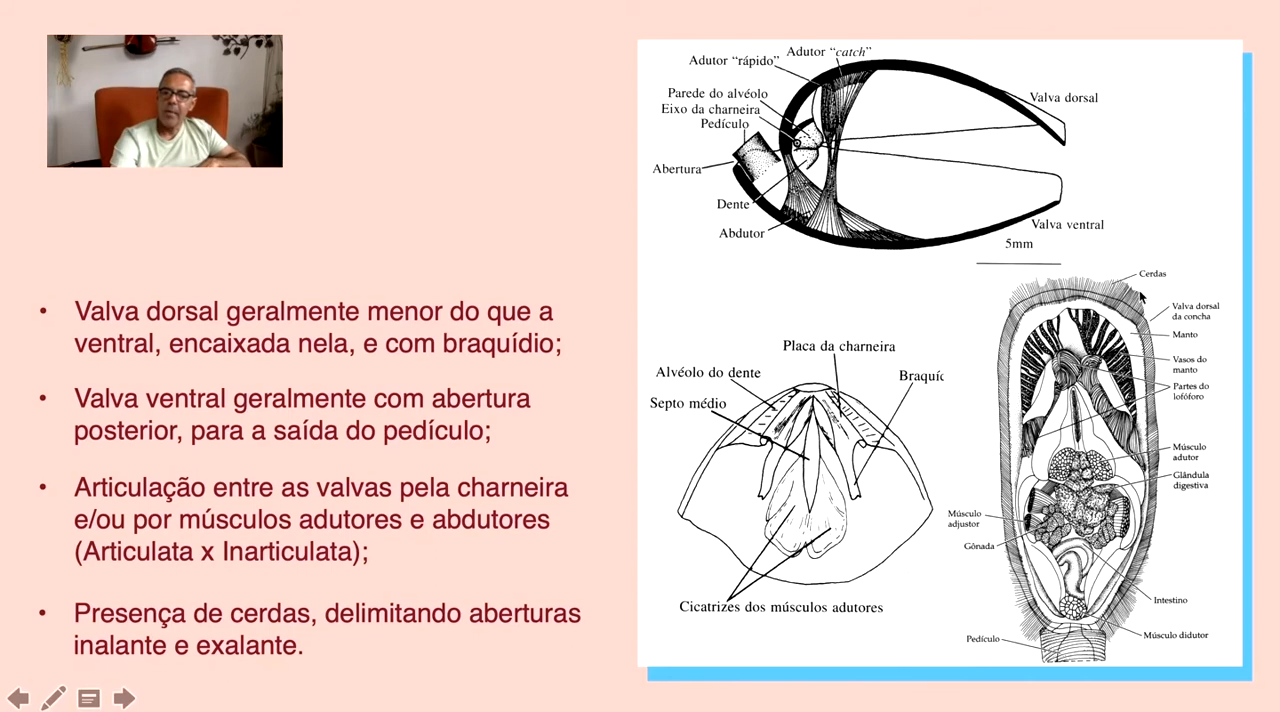 • Valva dorsal geralmente menor do que a
ventral, encaixada nela, e com braquídio;
• Valva ventral geralmente com abertura
posterior, para a saída do pedículo;
• Articulação entre as valvas pela charneira
e/ou por músculos adutores e abdutores
(Articulata x Inarticulata);
• Presença de cerdas, delimitando aberturas
inalante e exalante.
Adutor “catch”
Adutor “rápido”
Parede do alvéolo
Eixo da charneira
Pedículo
Abertura
Dente
Abdutor
Valva dorsal
Valva ventral
5mm
Placa da charneira
Alvéolo do dente
Braquíd
Septo médio
Cicatrizes dos músculos adutores
Cerdas
Valva dorsal
da concha
Manto
Vasos do
manto
Partes do
lofóforo
Músculo
adutor
Glândula
digestiva
Músculo
adjustor
Gônada
Intestino
Músculo didutor
Pedículo